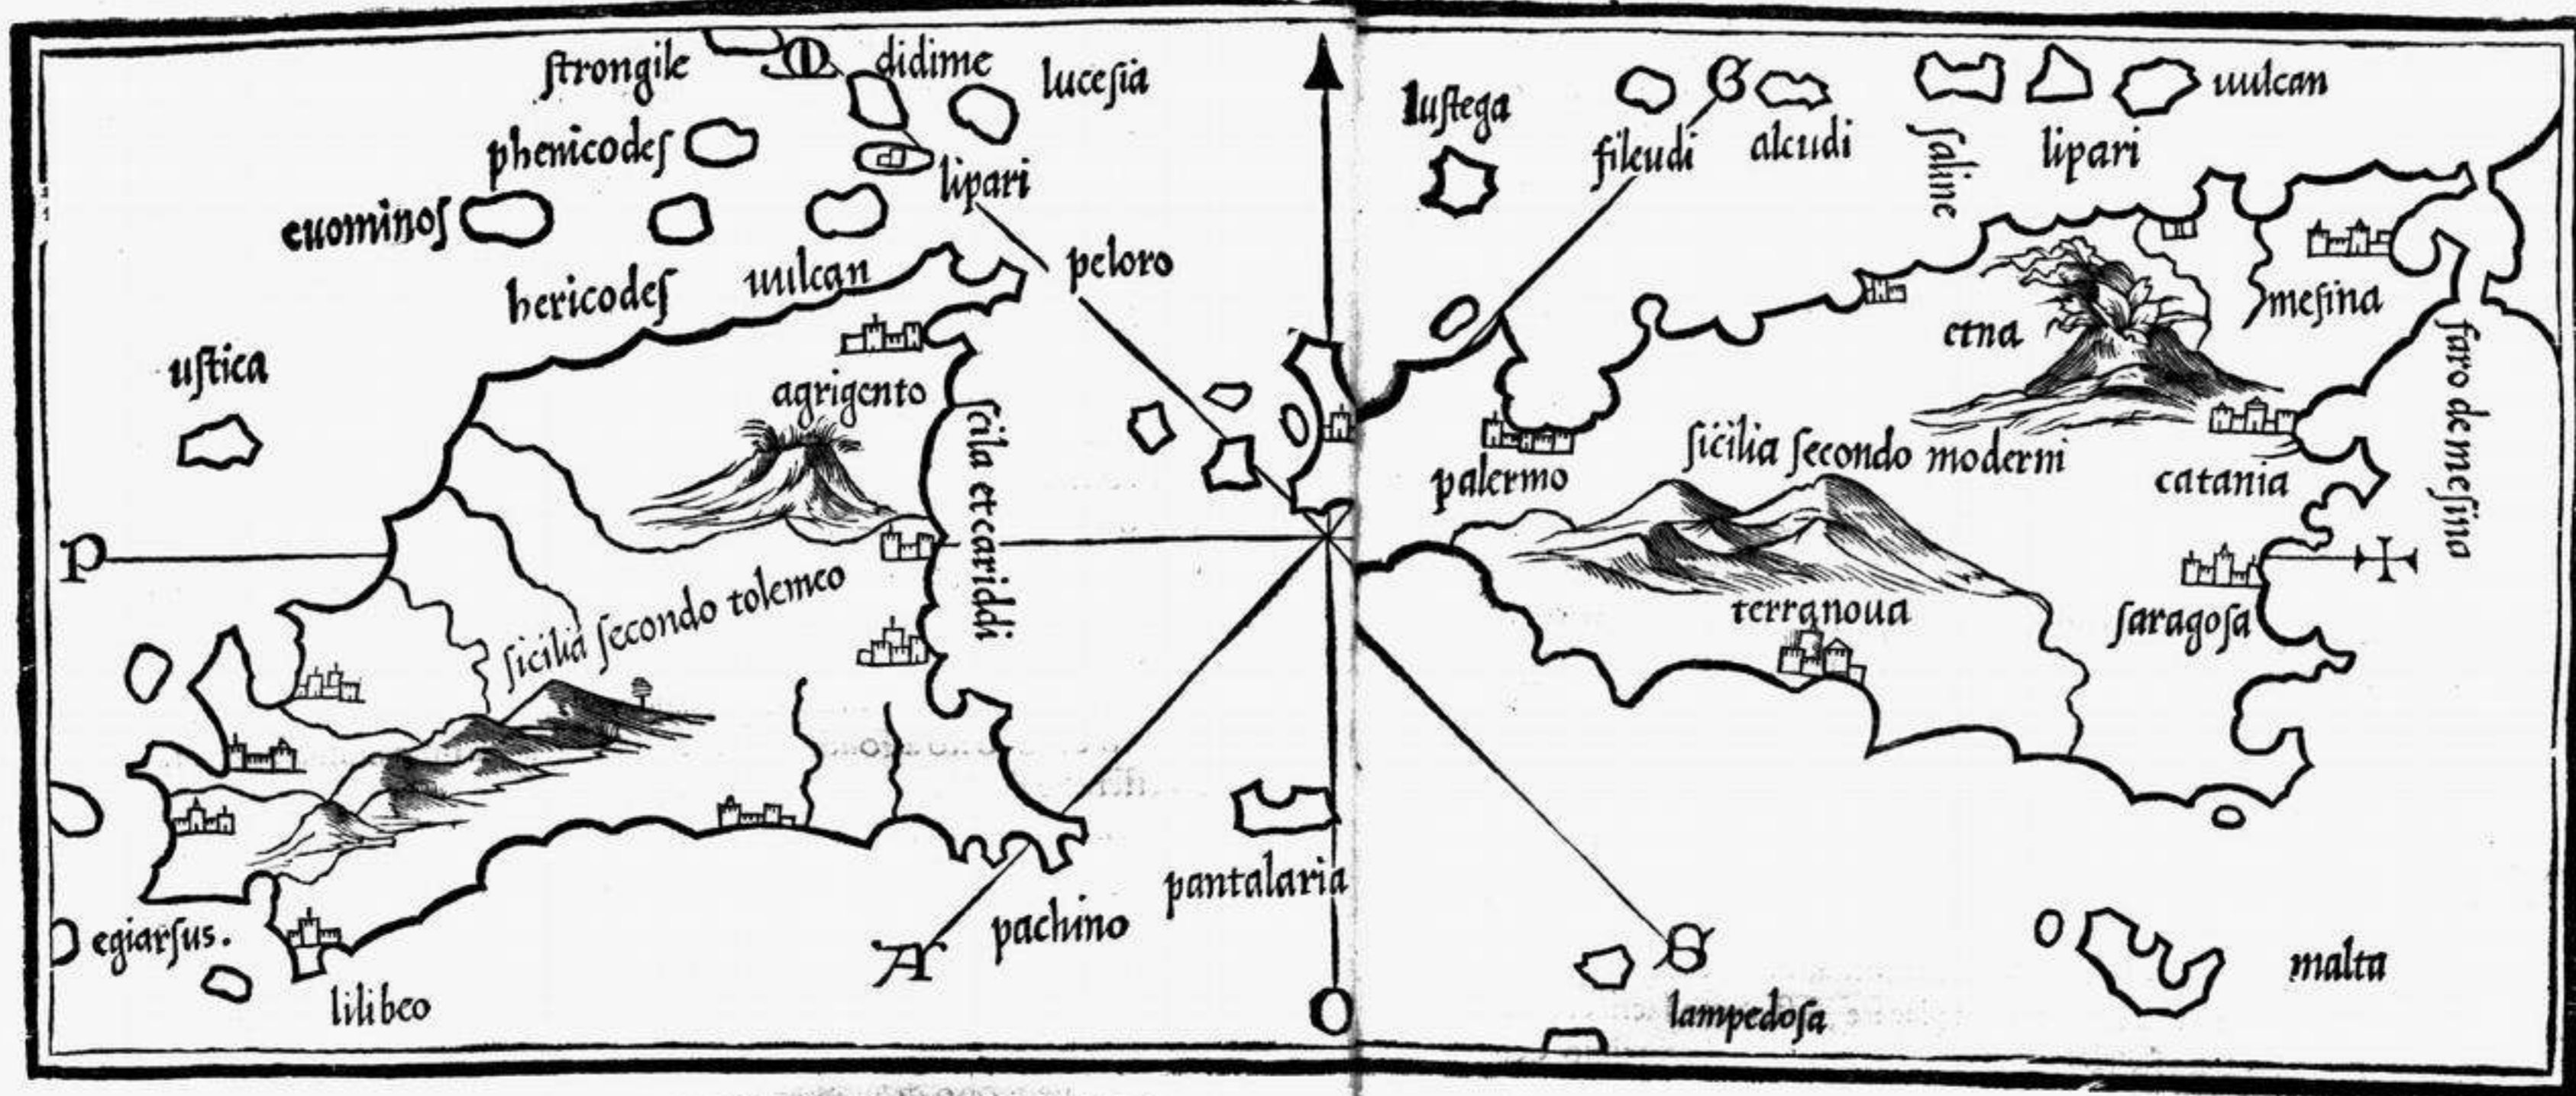 ſtrongile
M
didime
luceſia
phenicodeſ
lipari
euominoſ
hericodeſ
uulcan
peloro
uſtica
agrigento
ſcila et cariddi
P
ſicilia ſecondo tolemeo
egiarſus.
lilibeo
A
pachino
pantalaria
O
luſtega
fileudi
G
alcudi
ſaline
lipari
uulcan
etna
meſina
faro de meſina
palermo
ſicilia ſecondo moderni
catania
terranoua
ſaragoſa
S
lampedoſa
malta